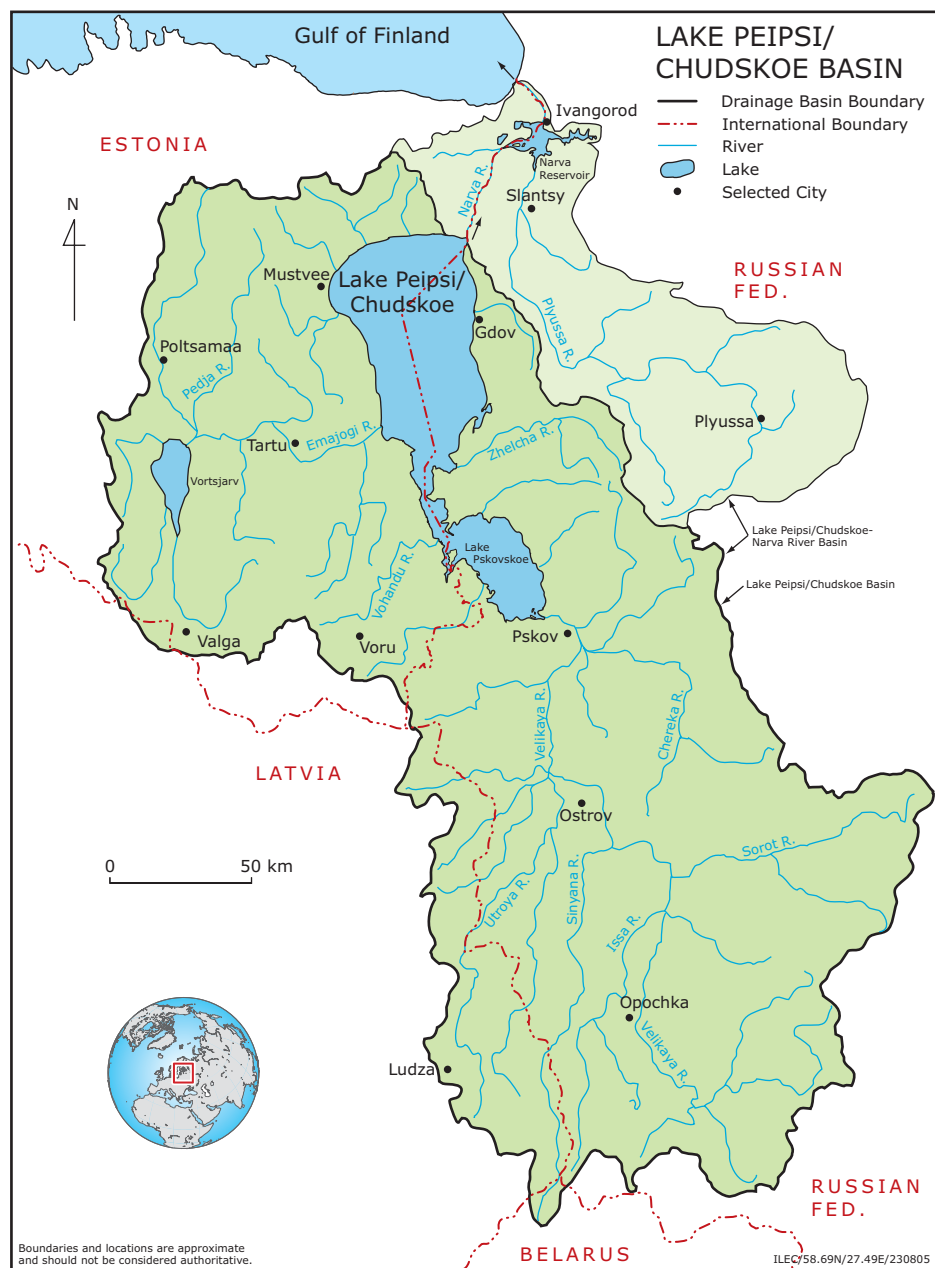 Gulf of Finland
LAKE PEIPSI/
CHUDSKOE BASIN
Drainage Basin Boundary
International Boundary
River
Lake
Selected City
Ivangorod
ESTONIA
Narva
Reservoir
Narva R.
Slantsy
N
RUSSIAN
FED.
Mustvee
Lake Peipsi/
Chudskoe
Gdov
Plyussa R.
Poltsamaa
Pedja R.
Plyussa
Tartu
Emajogi R.
Zhelcha R.
Vortsjarv
Lake Peipsi/Chudskoe-
Narva River Basin
Lake
Pskovskoe
Lake Peipsi/Chudskoe Basin
Vohandu R.
Valga
Voru
Pskov
Velikaya R.
Chereka R.
LATVIA
Ostrov
0 50 km
Sorot R.
Utroya R.
Sinyana R.
Issa R.
Opochka
Velikaya R.
Ludza
RUSSIAN
FED.
BELARUS
Boundaries and locations are approximate
and should not be considered authoritative.
ILEC/58.69N/27.49E/230805